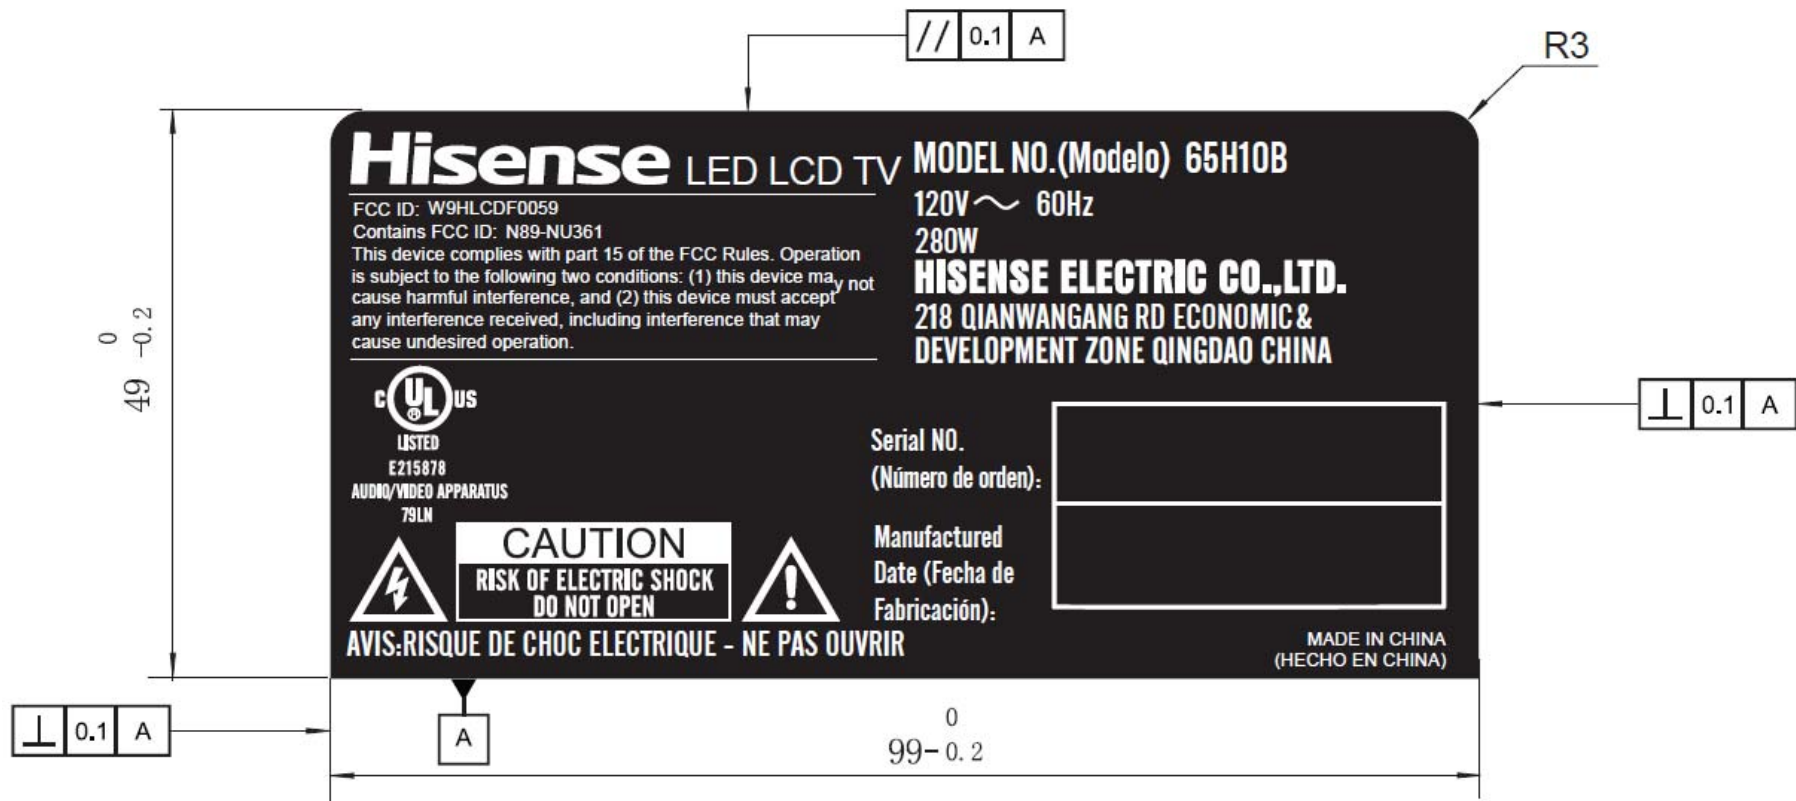 // 0.1 A
R3
Hisense LED LCD TV
FCC ID: W9HLCDF0059
Contains FCC ID: N89-NU361
This device complies with part 15 of the FCC Rules. Operation
is subject to the following two conditions: (1) this device may not
cause harmful interference, and (2) this device must accept
any interference received, including interference that may
cause undesired operation.
MODEL NO.(Modelo) 65H10B
120V～ 60Hz
280W
HISENSE ELECTRIC CO.,LTD.
218 QIANWANGANG RD ECONOMIC&
DEVELOPMENT ZONE QINGDAO CHINA
0
49 -0.2
C UL® US
LISTED
E215878
AUDIO/VIDEO APPARATUS
79LN
⊥ 0.1 A
Serial NO.
(Número de orden):
Manufactured
Date (Fecha de
Fabricación):
CAUTION
RISK OF ELECTRIC SHOCK
DO NOT OPEN
AVIS:RISQUE DE CHOC ELECTRIQUE - NE PAS OUVRIR
MADE IN CHINA
(HECHO EN CHINA)
⊥ 0.1 A
A
0
99-0.2